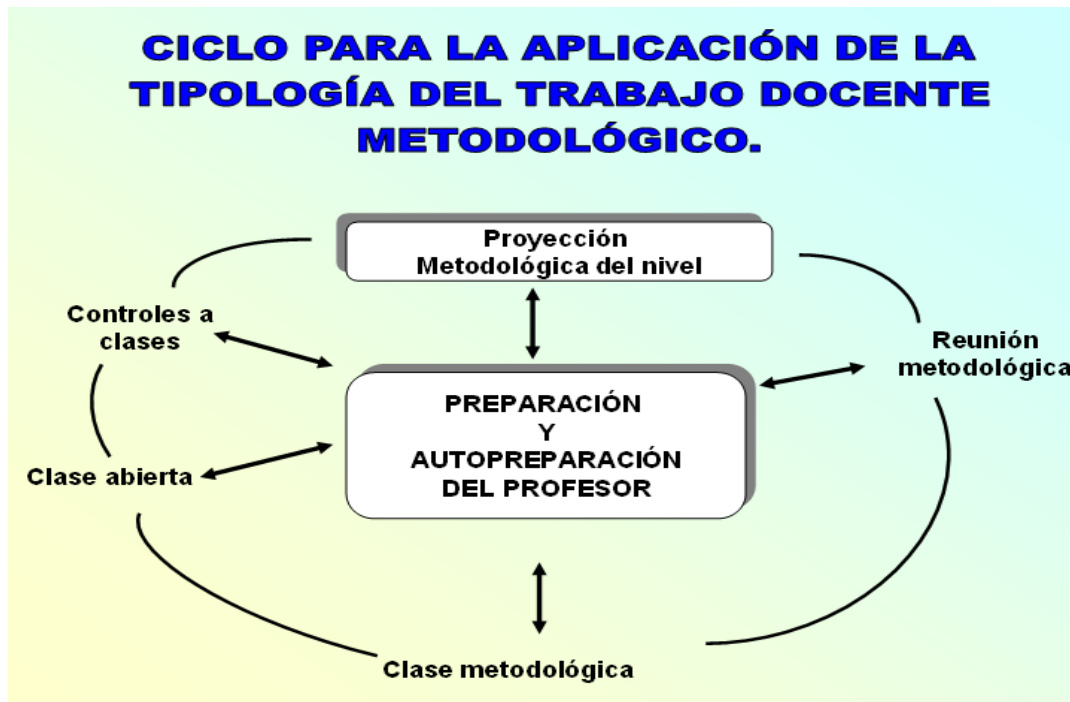 CICLO PARA LA APLICACIÓN DE LA
TIPOLOGÍA DEL TRABAJO DOCENTE
METODOLÓGICO.
Proyección
Metodológica del nivel
Controles a
clases
Reunión
metodológica
PREPARACIÓN
Y
AUTOPREPARACIÓN
DEL PROFESOR
Clase abierta
Clase metodológica